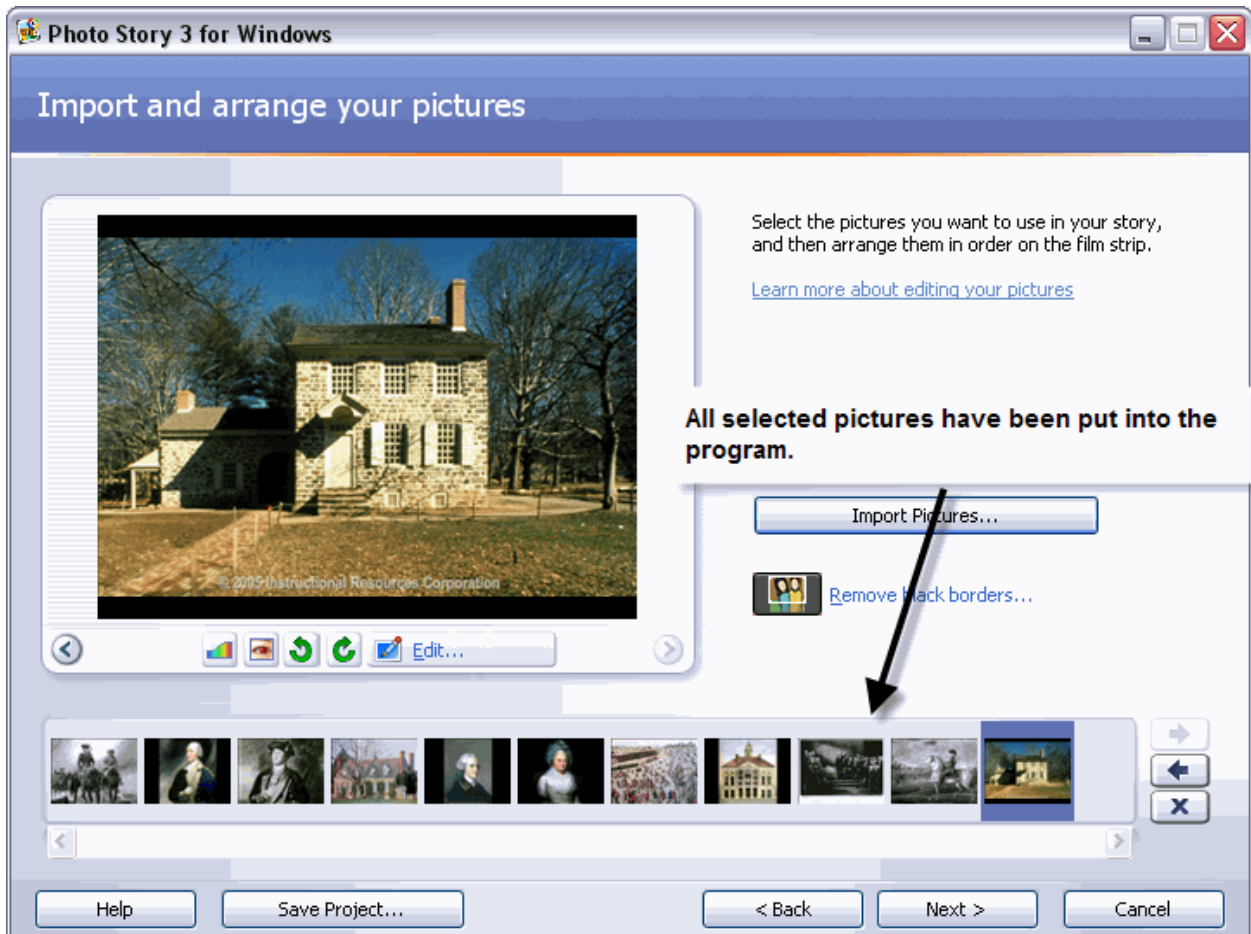 Photo Story 3 for Windows
Import and arrange your pictures
Select the pictures you want to use in your story,
and then arrange them in order on the film strip.
Learn more about editing your pictures
All selected pictures have been put into the
program.
Import Pictures...
Remove black borders...
© 2005 Instructional Resources Corporation
Edit...
Help
Save Project...
< Back
Next >
Cancel